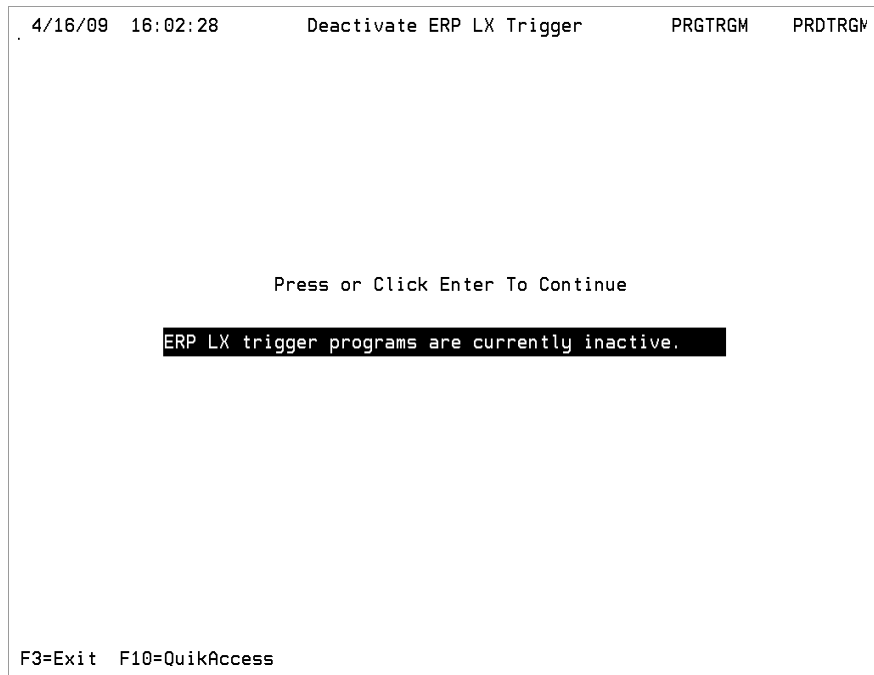 4/16/09 16:02:28 Deactivate ERP LX Trigger PRGTRGM PRDTRGM
Press or Click Enter To Continue
ERP LX trigger programs are currently inactive.
F3=Exit F10=QuikAccess